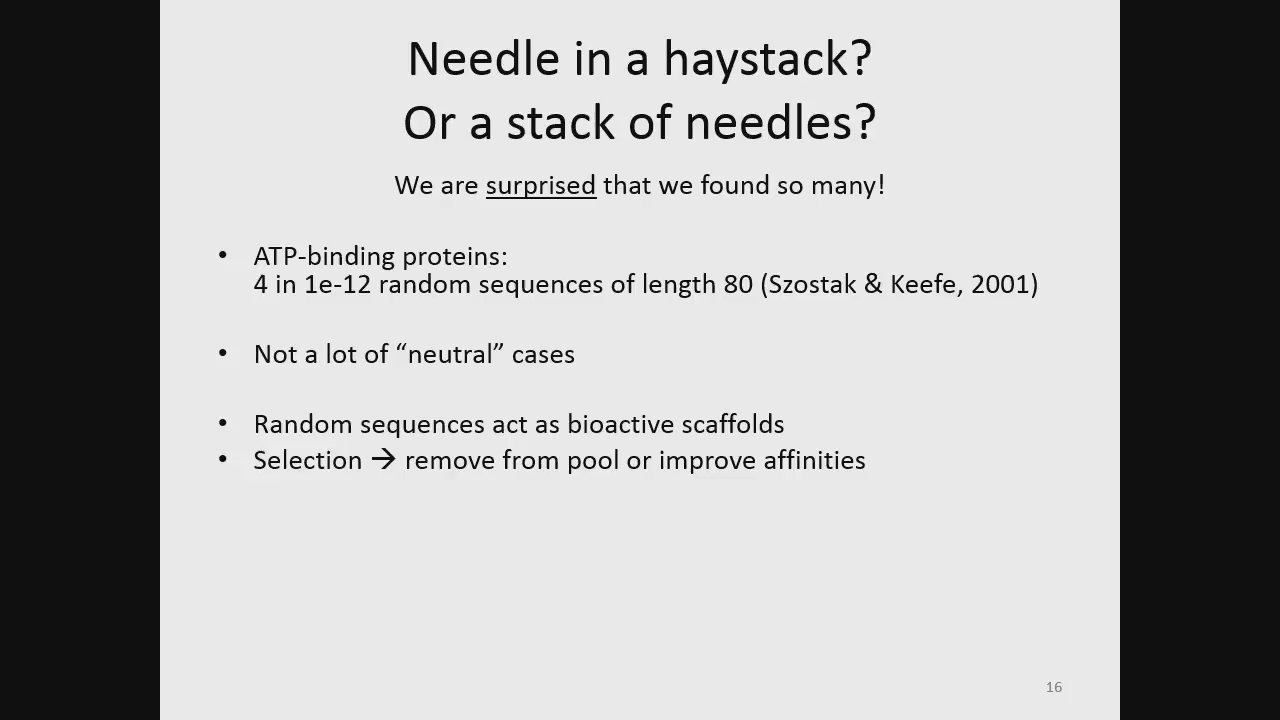 Needle in a haystack?
Or a stack of needles?
We are surprised that we found so many!
• ATP-binding proteins:
4 in 1e-12 random sequences of length 80 (Szostak & Keefe, 2001)
• Not a lot of “neutral” cases
• Random sequences act as bioactive scaffolds
• Selection → remove from pool or improve affinities
16